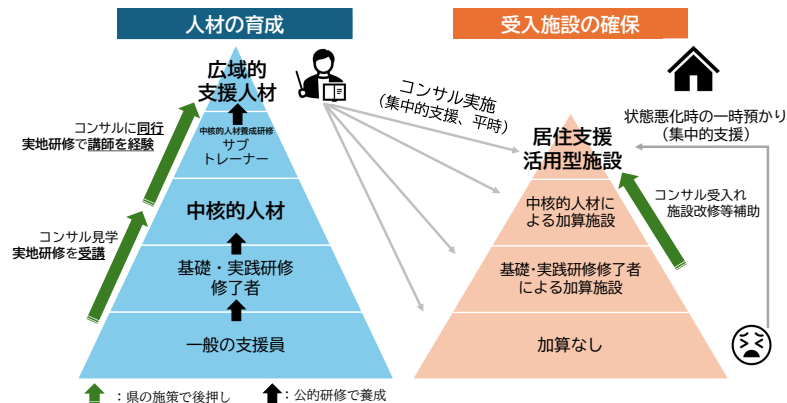 人材の育成
受入施設の確保
広域的
支援人材
中核的人材養成研修
サブ
トレーナー
中核的人材
基礎・実践研修
修了者
一般の支援員
コンサルに同行
実地研修で講師を経験
コンサル見学
実地研修を受講
コンサル実施
（集中的支援、平時）
居住支援
活用型施設
中核的人材に
よる加算施設
基礎・実践研修修了者
による加算施設
加算なし
状態悪化時の一時預かり
（集中的支援）
コンサル受入れ
施設改修等補助
：県の施策で後押し
：公的研修で養成